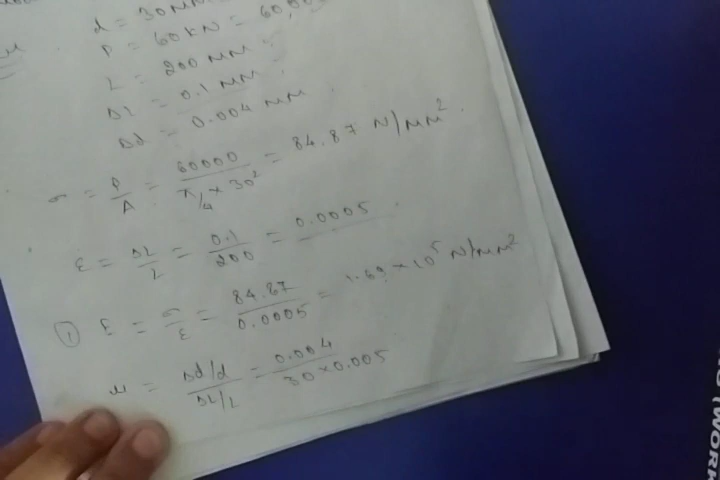 d = 30 mm
P = 60 kN = 60,00
L = 200 mm
ΔL = 0.1 mm
Δd = 0.004 mm
σ = P/A = 60000 / (π/4 × 30²) = 84.87 N/mm².
ε = ΔL/L = 0.1/200 = 0.0005
① E = σ/ε = 84.87/0.0005 = 1.69 × 10⁵ N/mm²
μ = (Δd/d)/(ΔL/L) = 0.004/(30×0.005)
(WORK